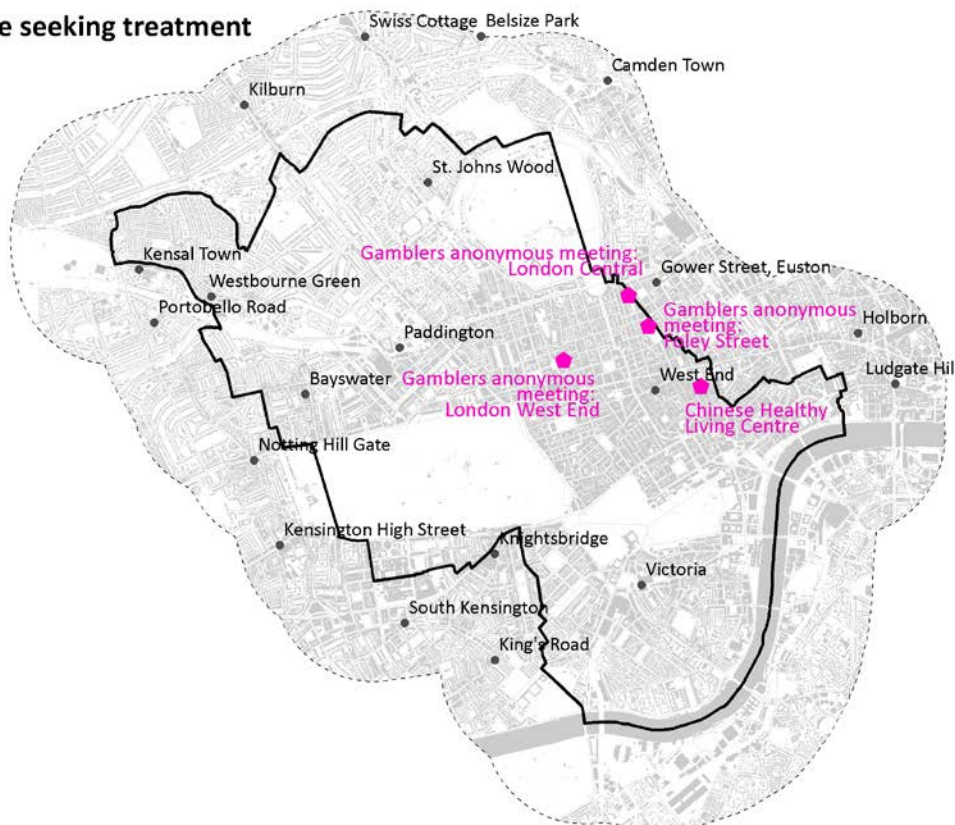 e seeking treatment
Swiss Cottage
Belsize Park
Camden Town
Kilburn
St. Johns Wood
Gamblers anonymous meeting:
London Central
Kensal Town
Gower Street, Euston
Westbourne Green
Portobello Road
Gamblers anonymous
meeting:
Foley Street
Holborn
Paddington
Ludgate Hil
West End
Bayswater
Gamblers anonymous
meeting:
London West End
Chinese Healthy
Living Centre
Notting Hill Gate
Kensington High Street
Knightsbridge
Victoria
South Kensington
King's Road